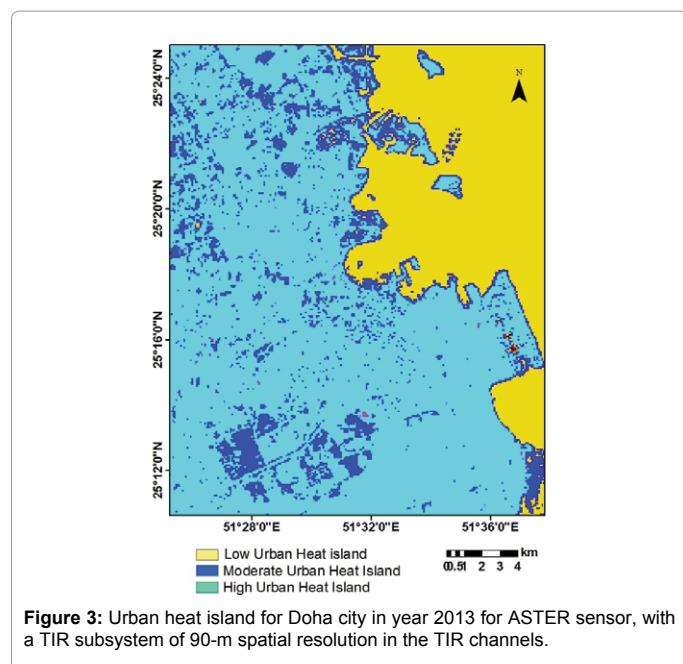 N
25°24'0"N
25°20'0"N
25°16'0"N
25°12'0"N
51°28'0"E
51°32'0"E
51°36'0"E
Low Urban Heat island
Moderate Urban Heat Island
High Urban Heat Island
km
0 0.5 1 2 3 4
Figure 3: Urban heat island for Doha city in year 2013 for ASTER sensor, with
a TIR subsystem of 90-m spatial resolution in the TIR channels.